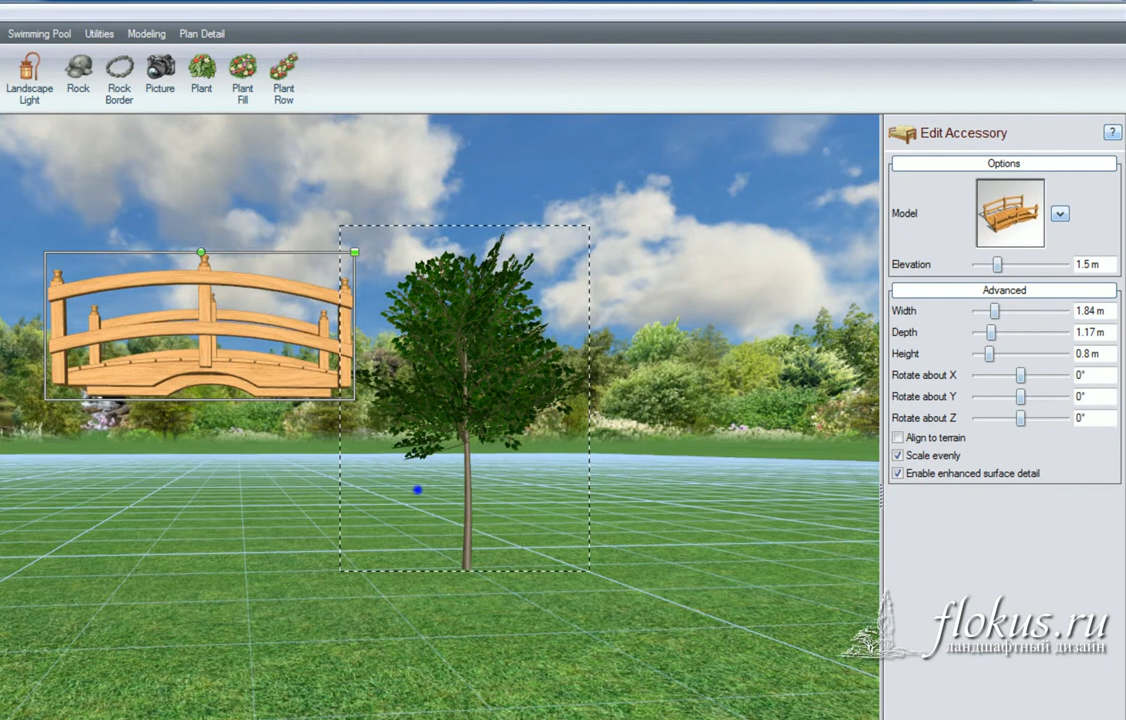 Swimming Pool Utilities Modeling Plan Detail
Landscape Light
Rock
Rock Border
Picture
Plant
Plant Fill
Plant Row
Edit Accessory ?
Options
Model
Elevation 1.5 m
Advanced
Width 1.84 m
Depth 1.17 m
Height 0.8 m
Rotate about X 0°
Rotate about Y 0°
Rotate about Z 0°
Align to terrain
Scale evenly
Enable enhanced surface detail
flokus.ru
ландшафтный дизайн